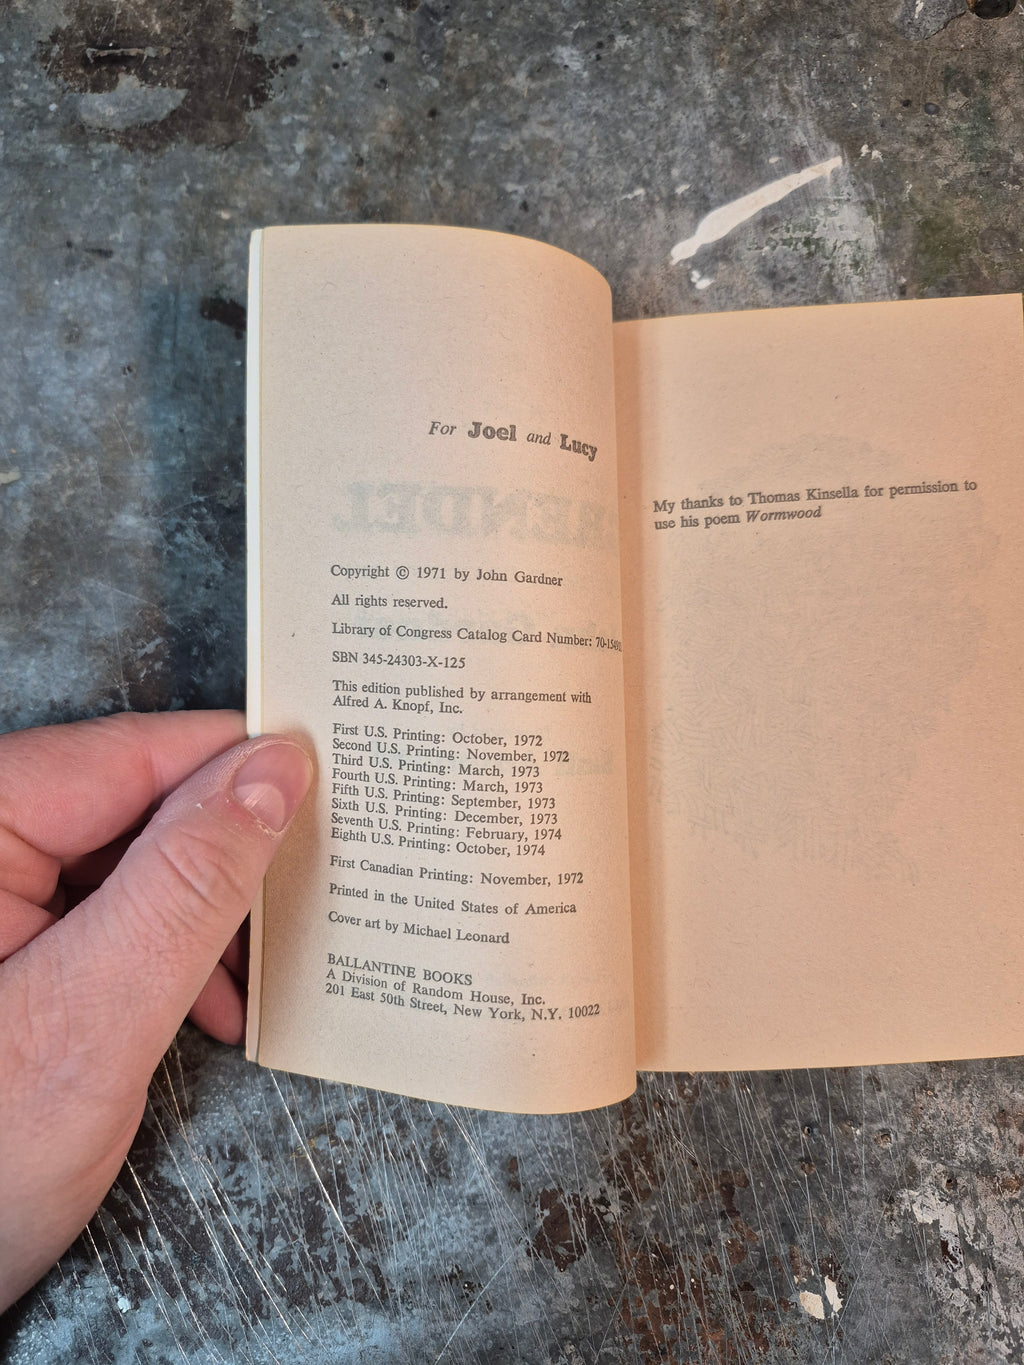 For Joel and Lucy
Copyright © 1971 by John Gardner
All rights reserved.
Library of Congress Catalog Card Number:
SBN 345-24303-X-125
This edition published by arrangement with
Alfred A. Knopf, Inc.
First U.S. Printing: October, 1972
Second U.S. Printing: November, 1972
Third U.S. Printing: March, 1973
Fourth U.S. Printing: March, 1973
Fifth U.S. Printing: September, 1973
Sixth U.S. Printing: December, 1973
Seventh U.S. Printing: February, 1974
Eighth U.S. Printing: October, 1974
First Canadian Printing: November, 1972
Printed in the United States of America
Cover art by Michael Leonard
BALLANTINE BOOKS
A Division of Random House, Inc.
201 East 50th Street, New York, N.Y. 10022
My thanks to Thomas Kinsella for permission to
use his poem Wormwood